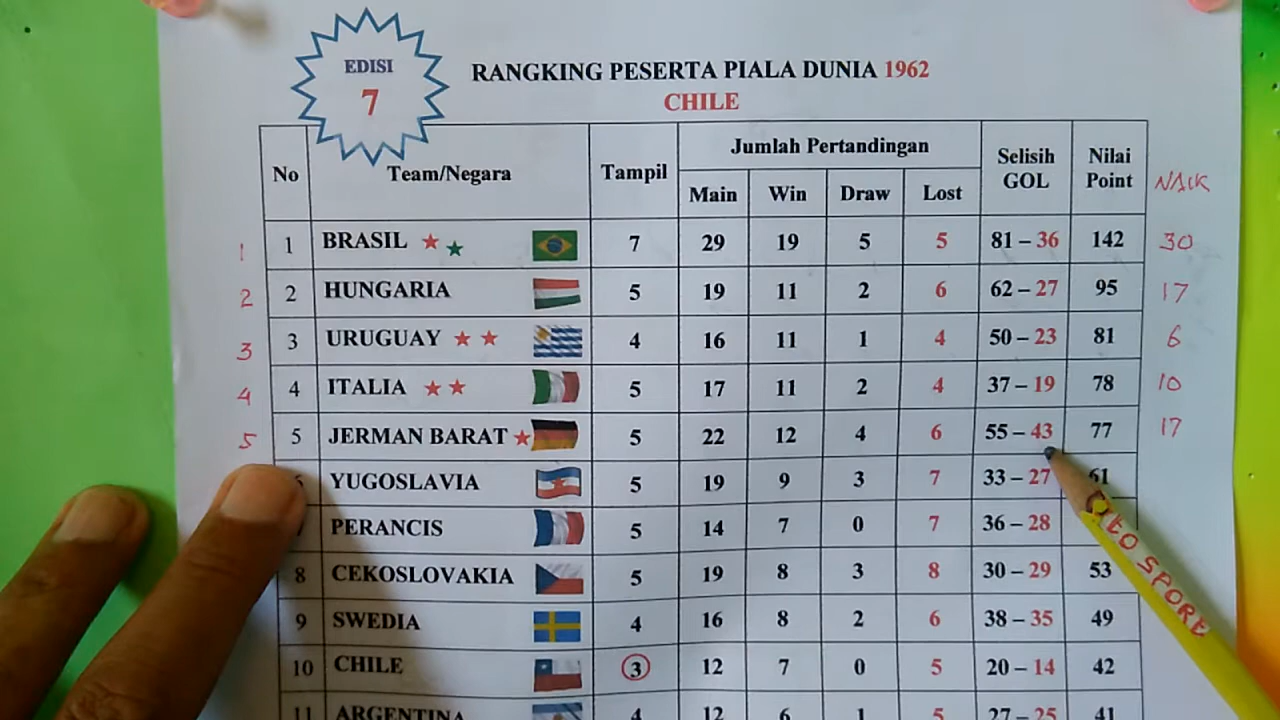 EDISI
7
RANGKING PESERTA PIALA DUNIA 1962
CHILE
No Team/Negara Tampil Jumlah Pertandingan Selisih GOL Nilai Point NAIK
Main Win Draw Lost
1 1 BRASIL 7 29 19 5 5 81 – 36 142 30
2 2 HUNGARIA 5 19 11 2 6 62 – 27 95 17
3 3 URUGUAY 4 16 11 1 4 50 – 23 81 6
4 4 ITALIA 5 17 11 2 4 37 – 19 78 10
5 5 JERMAN BARAT 5 22 12 4 6 55 – 43 77 17
YUGOSLAVIA 5 19 9 3 7 33 – 27 61
PERANCIS 5 14 7 0 7 36 – 28
8 CEKOSLOVAKIA 5 19 8 3 8 30 – 29 53
9 SWEDIA 4 16 8 2 6 38 – 35 49
10 CHILE 3 12 7 0 5 20 – 14 42
11 ARGENTINA 4 12 6 1 5 27 – 25 41
TO SPORT